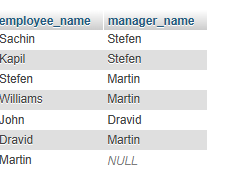 employee_name manager_name
Sachin Stefen
Kapil Stefen
Stefen Martin
Williams Martin
John Dravid
Dravid Martin
Martin NULL